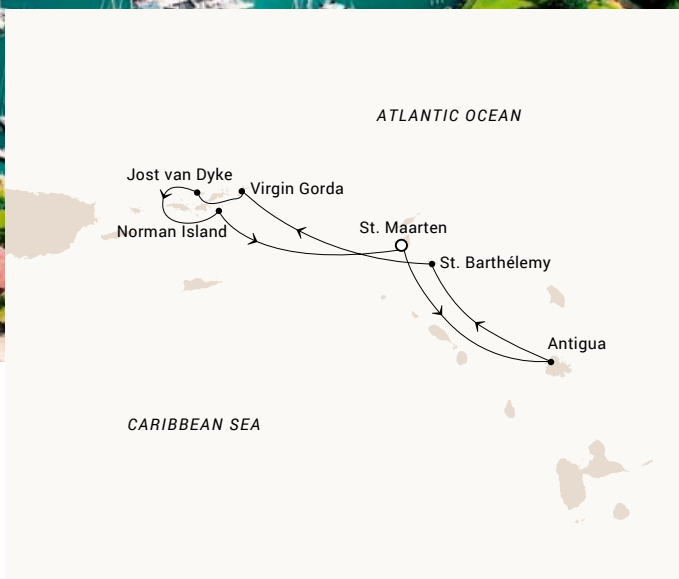 ATLANTIC OCEAN
Jost van Dyke
Virgin Gorda
Norman Island
St. Maarten
St. Barthélemy
Antigua
CARIBBEAN SEA